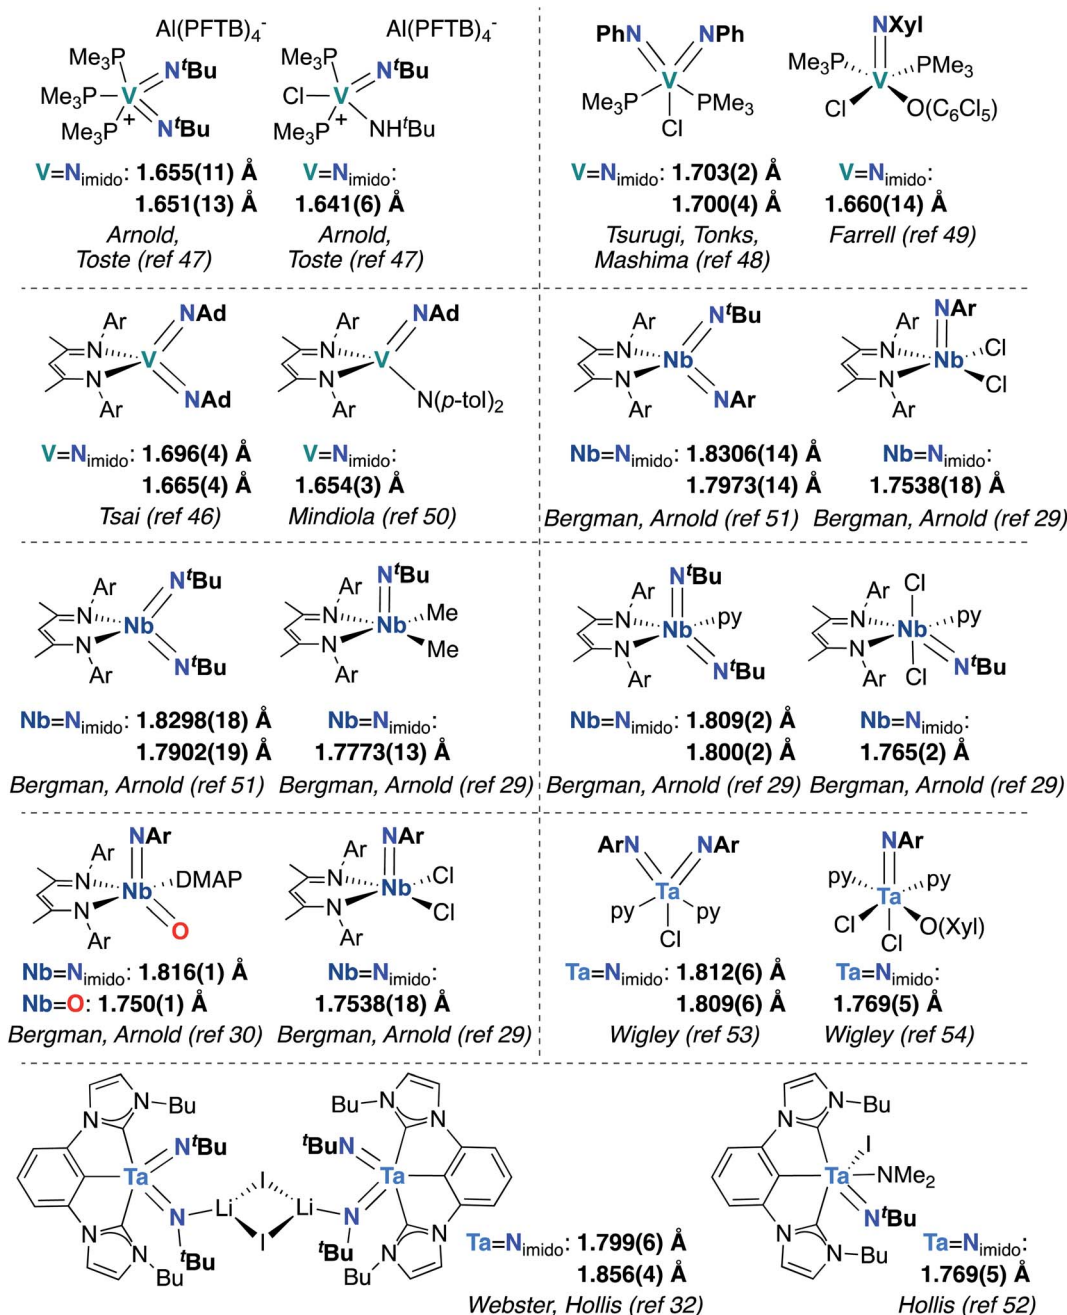 Al(PFTB)₄⁻
Me₃P
NᵗBu
Me₃P
V
+
Me₃P
NᵗBu
V=Nimido: 1.655(11) Å
1.651(13) Å
Arnold,
Toste (ref 47)
Al(PFTB)₄⁻
Me₃P
NᵗBu
Cl
V
+
Me₃P
NHᵗBu
V=Nimido:
1.641(6) Å
Arnold,
Toste (ref 47)
PhN
NPh
V
Me₃P
PMe₃
Cl
V=Nimido: 1.703(2) Å
1.700(4) Å
Tsurugi, Tonks,
Mashima (ref 48)
NXyl
Me₃P
PMe₃
V
Cl
O(C₆Cl₅)
V=Nimido:
1.660(14) Å
Farrell (ref 49)
Ar
NAd
N
V
N
NAd
Ar
V=Nimido: 1.696(4) Å
1.665(4) Å
Tsai (ref 46)
Ar
NAd
N
V
N
N(p-tol)₂
Ar
V=Nimido:
1.654(3) Å
Mindiola (ref 50)
Ar
NᵗBu
N
Nb
N
NAr
Ar
Nb=Nimido: 1.8306(14) Å
1.7973(14) Å
Bergman, Arnold (ref 51)
NAr
Ar
N
Nb
Cl
N
Cl
Ar
Nb=Nimido:
1.7538(18) Å
Bergman, Arnold (ref 29)
Ar
NᵗBu
N
Nb
N
NᵗBu
Ar
Nb=Nimido: 1.8298(18) Å
1.7902(19) Å
Bergman, Arnold (ref 51)
NᵗBu
Ar
N
Nb
Me
N
Me
Ar
Nb=Nimido:
1.7773(13) Å
Bergman, Arnold (ref 29)
NᵗBu
Ar
N
Nb
py
N
NᵗBu
Ar
Nb=Nimido: 1.809(2) Å
1.800(2) Å
Bergman, Arnold (ref 29)
Cl
Ar
N
Nb
py
N
NᵗBu
Ar
Cl
Nb=Nimido:
1.765(2) Å
Bergman, Arnold (ref 29)
NAr
Ar
N
Nb
DMAP
N
O
Ar
Nb=Nimido: 1.816(1) Å
Nb=O: 1.750(1) Å
Bergman, Arnold (ref 30)
NAr
Ar
N
Nb
Cl
N
Cl
Ar
Nb=Nimido:
1.7538(18) Å
Bergman, Arnold (ref 29)
ArN
NAr
Ta
py
py
Cl
Ta=Nimido: 1.812(6) Å
1.809(6) Å
Wigley (ref 53)
NAr
py
py
Ta
Cl
O(Xyl)
Cl
Ta=Nimido:
1.769(5) Å
Wigley (ref 54)
N
N
Bu
NᵗBu
Ta
N
ᵗBu
N
N
Bu
Li
I
I
Li
Bu
N
N
ᵗBuN
Ta
N
ᵗBu
N
N
Bu
Ta=Nimido: 1.799(6) Å
1.856(4) Å
Webster, Hollis (ref 32)
N
N
Bu
I
Ta
NMe₂
NᵗBu
N
N
Bu
Ta=Nimido:
1.769(5) Å
Hollis (ref 52)